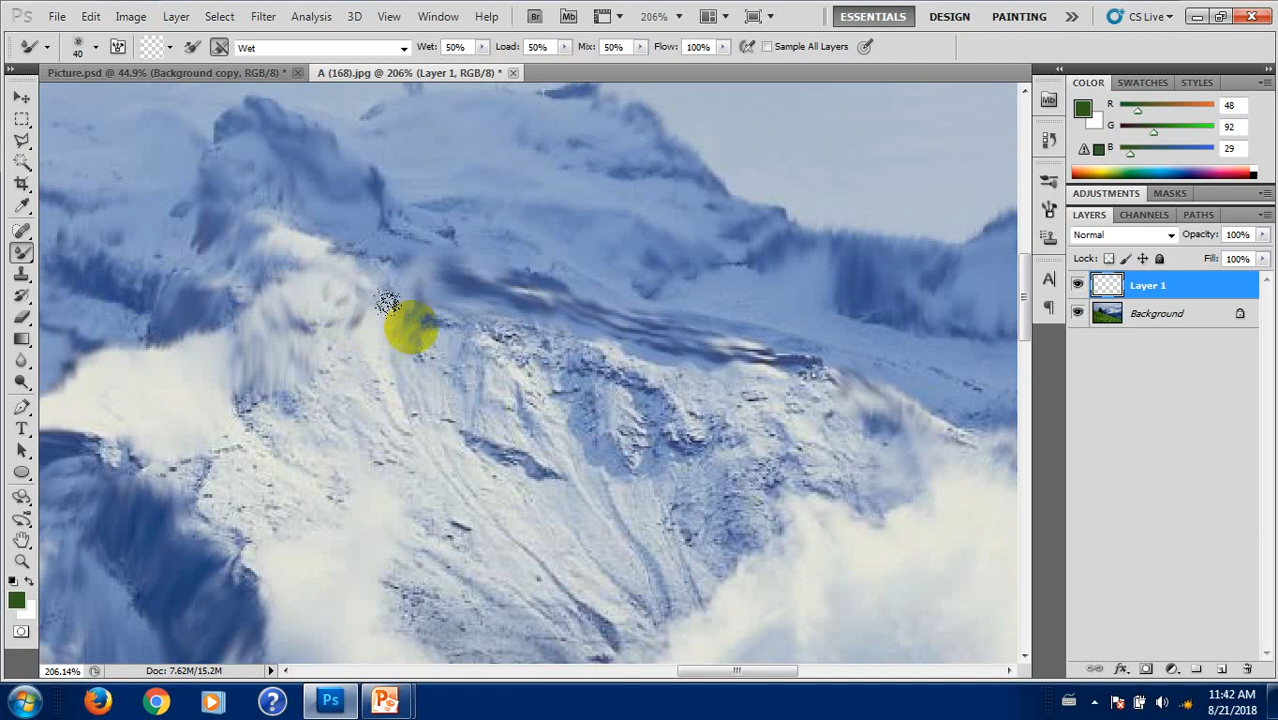 Ps File Edit Image Layer Select Filter Analysis 3D View Window Help Br Mb 206% ESSENTIALS DESIGN PAINTING CS Live
40 Wet Wet: 50% Load: 50% Mix: 50% Flow: 100% Sample All Layers
Picture.psd @ 44.9% (Background copy, RGB/8) * A (168).jpg @ 206% (Layer 1, RGB/8) *
COLOR SWATCHES STYLES
R 48
G 92
B 29
ADJUSTMENTS MASKS
LAYERS CHANNELS PATHS
Normal Opacity: 100%
Lock: Fill: 100%
Layer 1
Background
206.14% Doc: 7.62M/15.2M
Ps
11:42 AM
8/21/2018